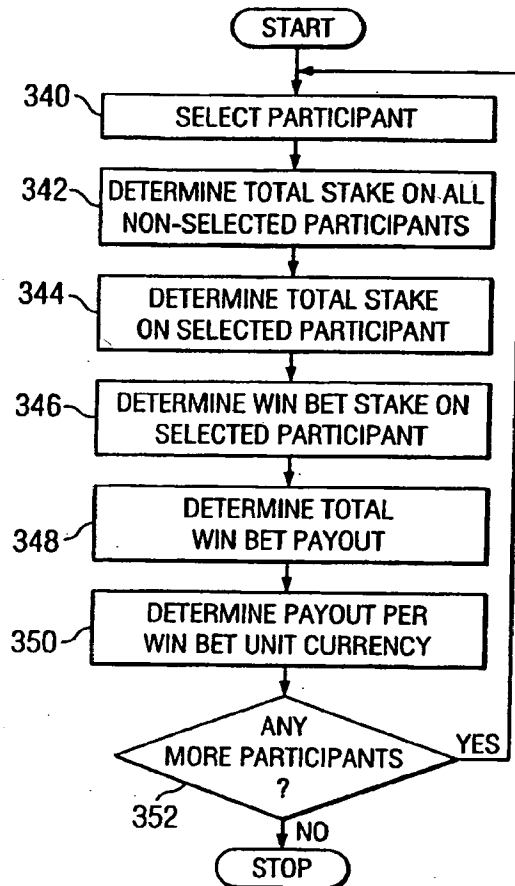 START
340
SELECT PARTICIPANT
342
DETERMINE TOTAL STAKE ON ALL
NON-SELECTED PARTICIPANTS
344
DETERMINE TOTAL STAKE
ON SELECTED PARTICIPANT
346
DETERMINE WIN BET STAKE ON
SELECTED PARTICIPANT
348
DETERMINE TOTAL
WIN BET PAYOUT
350
DETERMINE PAYOUT PER
WIN BET UNIT CURRENCY
ANY
MORE PARTICIPANTS
?
YES
352
NO
STOP